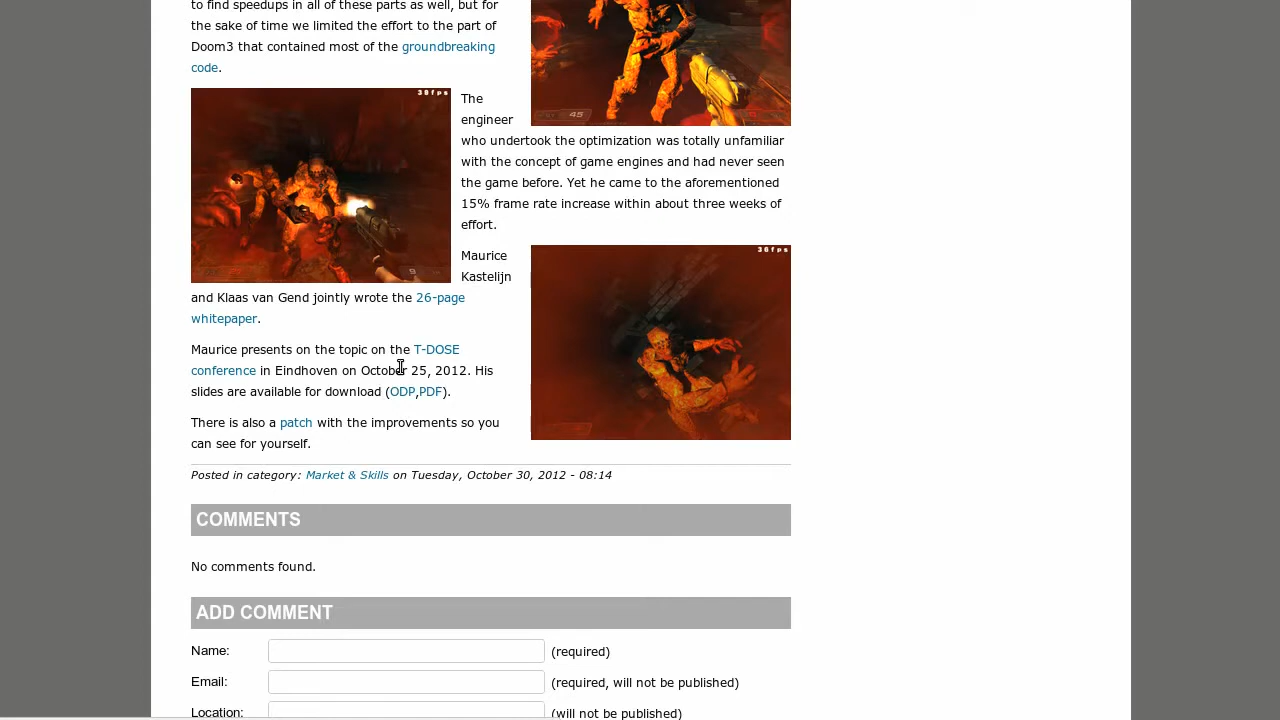 to find speedups in all of these parts as well, but for
the sake of time we limited the effort to the part of
Doom3 that contained most of the groundbreaking
code.
45
39fps
9
The
engineer
who undertook the optimization was totally unfamiliar
with the concept of game engines and had never seen
the game before. Yet he came to the aforementioned
15% frame rate increase within about three weeks of
effort.
36fps
Maurice
Kastelijn
and Klaas van Gend jointly wrote the 26-page
whitepaper.
Maurice presents on the topic on the T-DOSE
conference in Eindhoven on October 25, 2012. His
slides are available for download (ODP,PDF).
There is also a patch with the improvements so you
can see for yourself.
Posted in category: Market & Skills on Tuesday, October 30, 2012 - 08:14
COMMENTS
No comments found.
ADD COMMENT
Name: (required)
Email: (required, will not be published)
Location: (will not be published)